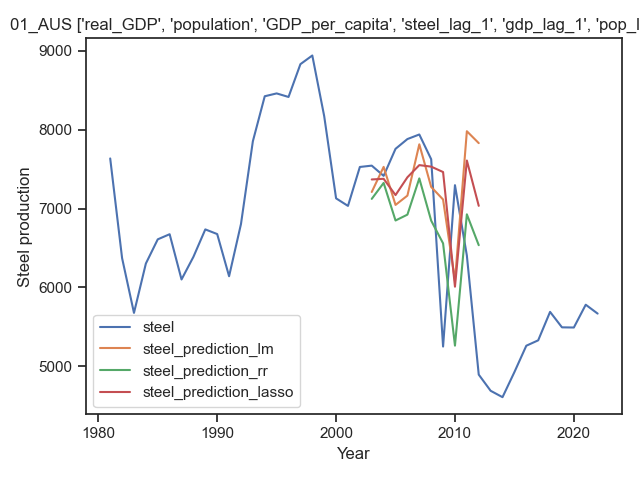 01_AUS ['real_GDP', 'population', 'GDP_per_capita', 'steel_lag_1', 'gdp_lag_1', 'pop_l
9000
8000
7000
6000
5000
Steel production
steel
steel_prediction_lm
steel_prediction_rr
steel_prediction_lasso
1980
1990
2000
2010
2020
Year